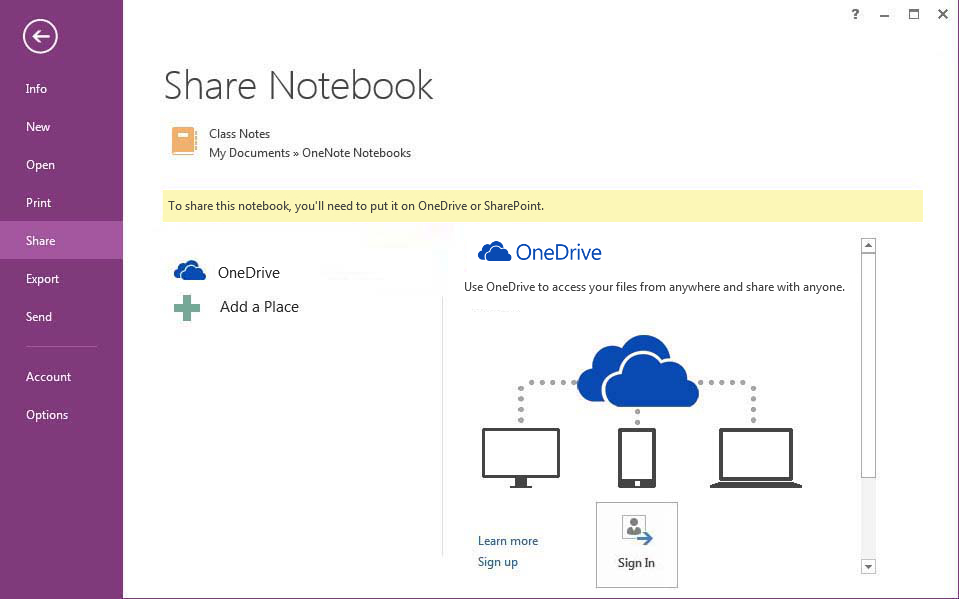 ?
Info
New
Open
Print
Share
Export
Send
Account
Options
Share Notebook
Class Notes
My Documents » OneNote Notebooks
To share this notebook, you'll need to put it on OneDrive or SharePoint.
OneDrive
Add a Place
OneDrive
Use OneDrive to access your files from anywhere and share with anyone.
Learn more
Sign up
Sign In